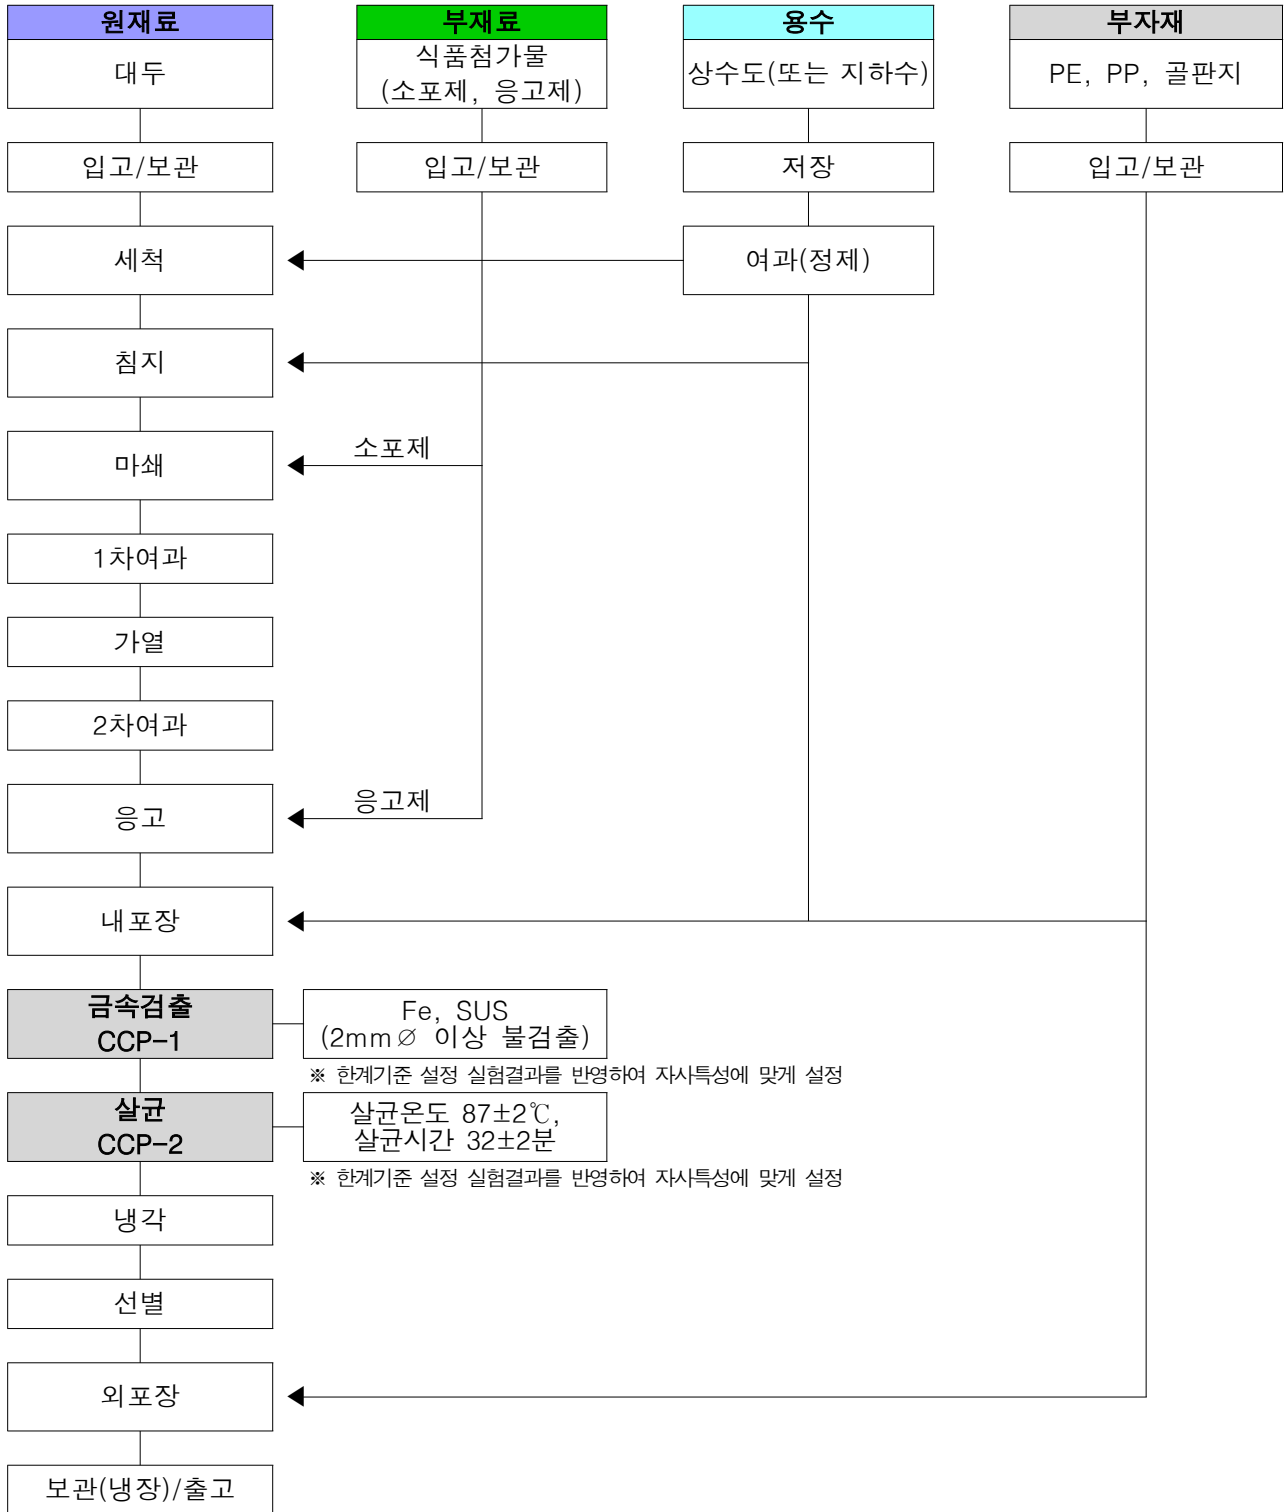 원재료
부재료
용수
부자재
대두
식품첨가물
(소포제, 응고제)
상수도(또는 지하수)
PE, PP, 골판지
입고/보관
입고/보관
저장
입고/보관
세척
여과(정제)
침지
소포제
마쇄
1차여과
가열
2차여과
응고제
응고
내포장
금속검출
CCP-1
Fe, SUS
(2mm∅ 이상 불검출)
※ 한계기준 설정 실험결과를 반영하여 자사특성에 맞게 설정
살균
CCP-2
살균온도 87±2℃,
살균시간 32±2분
※ 한계기준 설정 실험결과를 반영하여 자사특성에 맞게 설정
냉각
선별
외포장
보관(냉장)/출고